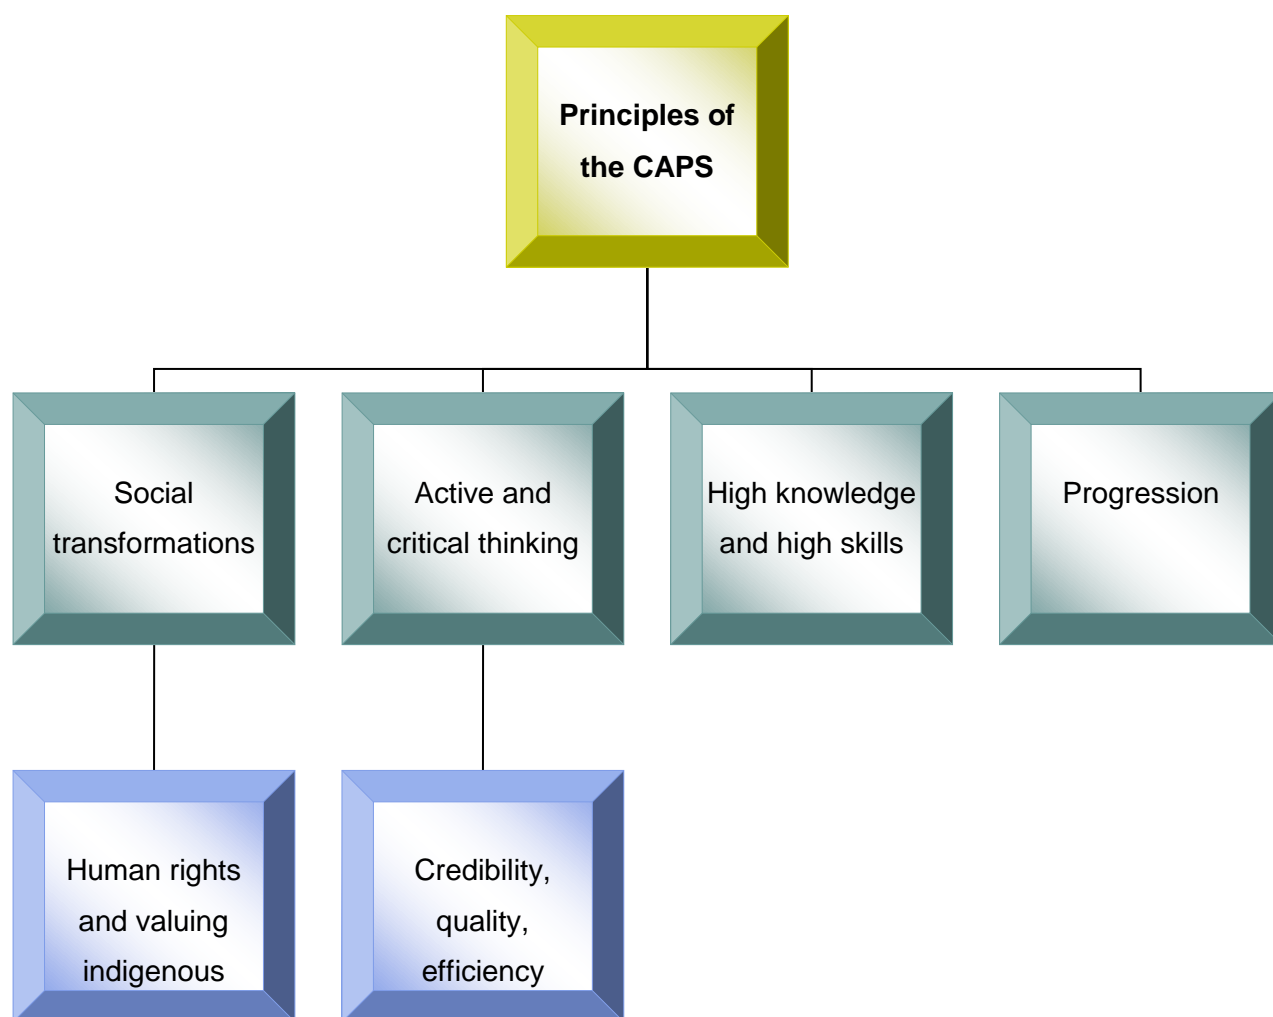 Principles of
the CAPS
Social
transformations
Active and
critical thinking
High knowledge
and high skills
Progression
Human rights
and valuing
indigenous
Credibility,
quality,
efficiency